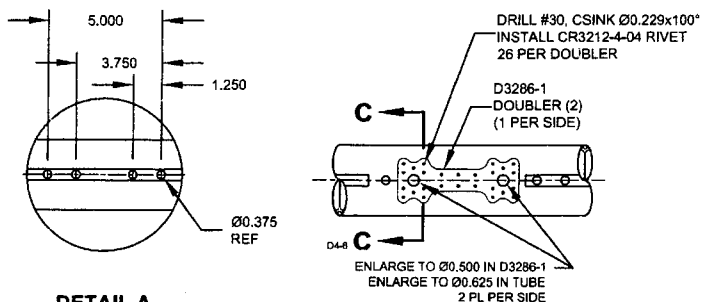 5.000
3.750
1.250
Ø0.375
REF
DETAIL A
DRILL #30, CSINK Ø0.229x100°
INSTALL CR3212-4-04 RIVET
26 PER DOUBLER
D3286-1
DOUBLER (2)
(1 PER SIDE)
C
D4-6 C
ENLARGE TO Ø0.500 IN D3286-1
ENLARGE TO Ø0.625 IN TUBE
2 PL PER SIDE